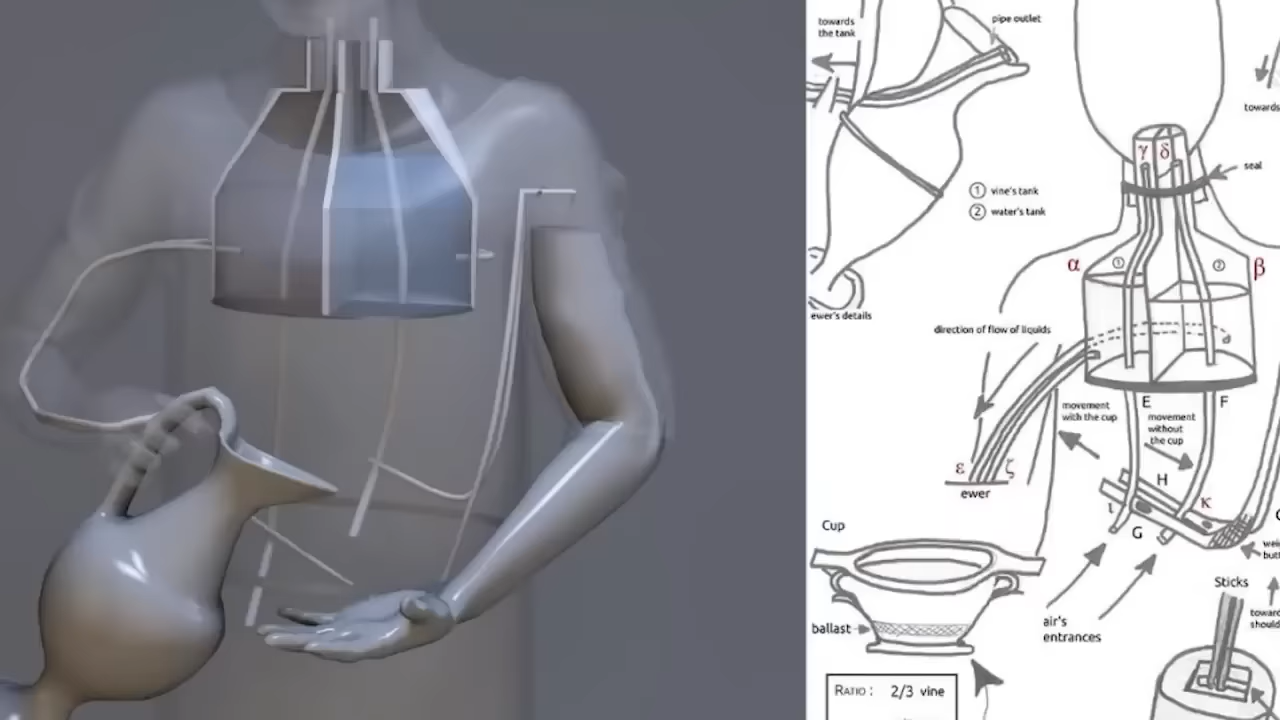 towards
the tank
pipe outlet
γ δ
seal
towards
① vine's tank
② water's tank
α ① ② β
ewer's details
direction of flow of liquids
movement
with the cup
E
movement
without
the cup
F
ε ζ
ewer
H
ι
κ
G
Cup
Sticks
ballast
air's
entrances
RATIO : 2/3 vine